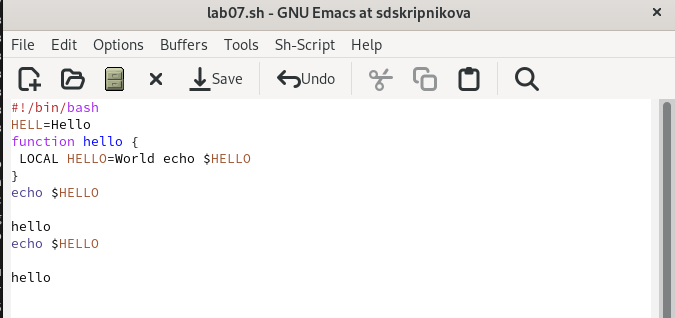 lab07.sh - GNU Emacs at sdskripnikova
File Edit Options Buffers Tools Sh-Script Help
Save Undo
#!/bin/bash
HELL=Hello
function hello {
 LOCAL HELLO=World echo $HELLO
}
echo $HELLO
hello
echo $HELLO
hello